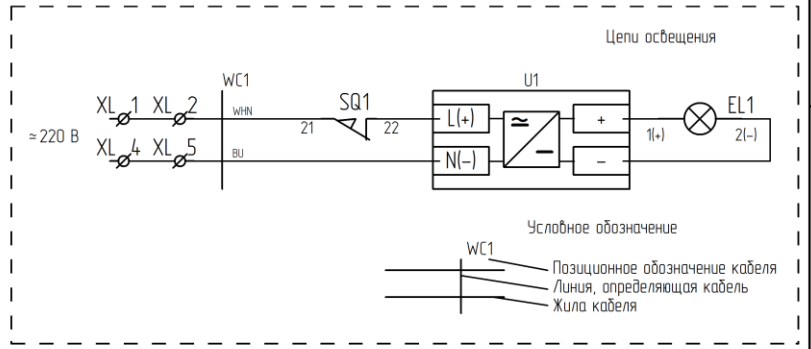 Цепи освещения
WC1
U1
XL 1 XL 2
WHN
SQ1
L(+)
+
EL1
≃220 В
21
22
1(+)
2(-)
XL 4 XL 5
BU
N(-)
-
Условное обозначение
WC1
Позиционное обозначение кабеля
Линия, определяющая кабель
Жила кабеля